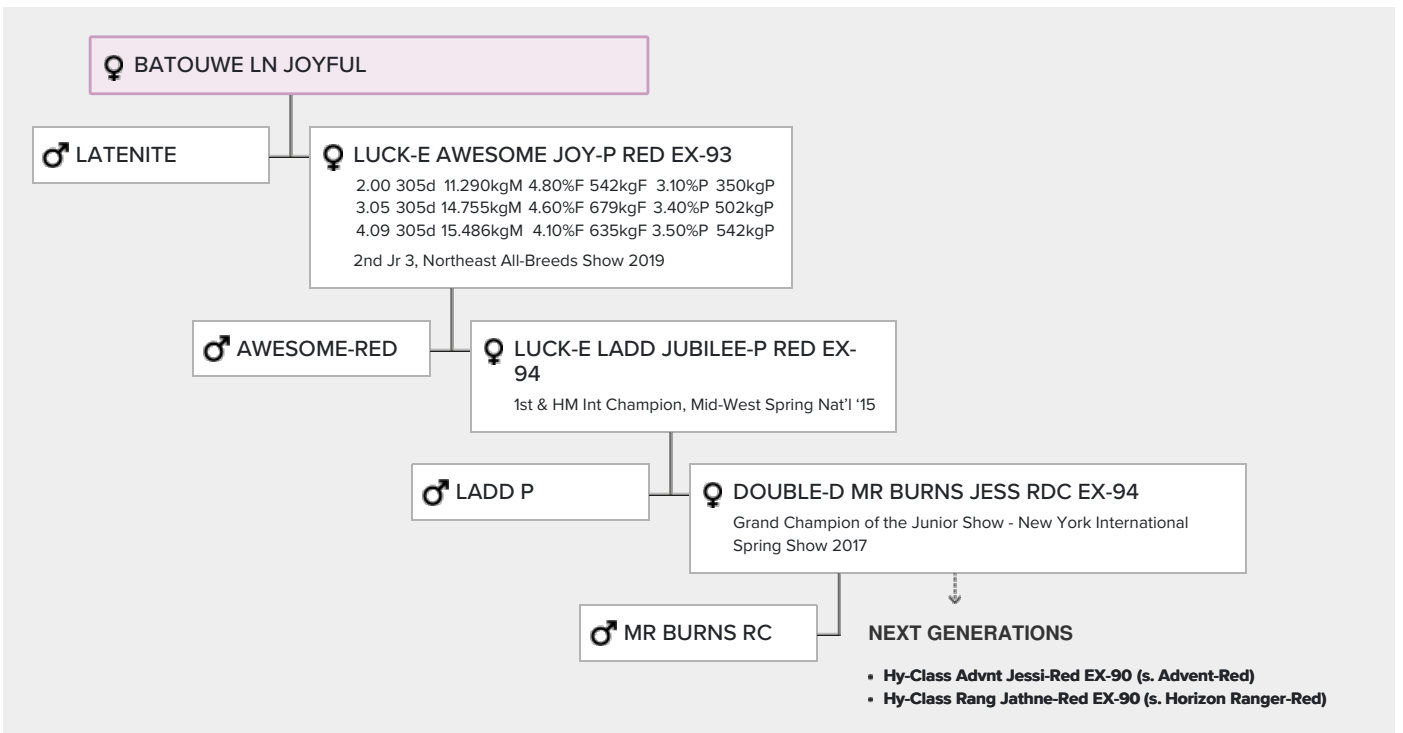 BATOUWE LN JOYFUL
LATENITE
LUCK-E AWESOME JOY-P RED EX-93
2.00 305d 11.290kgM 4.80%F 542kgF 3.10%P 350kgP
3.05 305d 14.755kgM 4.60%F 679kgF 3.40%P 502kgP
4.09 305d 15.486kgM 4.10%F 635kgF 3.50%P 542kgP
2nd Jr 3, Northeast All-Breeds Show 2019
AWESOME-RED
LUCK-E LADD JUBILEE-P RED EX-
94
1st & HM Int Champion, Mid-West Spring Nat'l ‘15
LADD P
DOUBLE-D MR BURNS JESS RDC EX-94
Grand Champion of the Junior Show - New York International
Spring Show 2017
MR BURNS RC
NEXT GENERATIONS
• Hy-Class Advnt Jessi-Red EX-90 (s. Advent-Red)
• Hy-Class Rang Jathne-Red EX-90 (s. Horizon Ranger-Red)